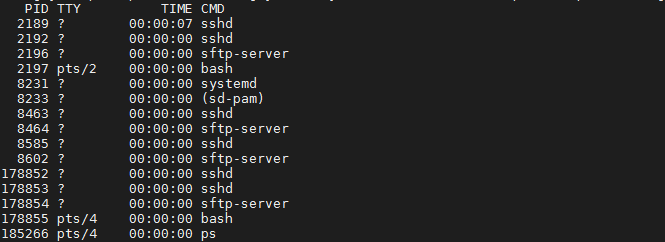 PID TTY TIME CMD
2189 ? 00:00:07 sshd
2192 ? 00:00:00 sshd
2196 ? 00:00:00 sftp-server
2197 pts/2 00:00:00 bash
8231 ? 00:00:00 systemd
8233 ? 00:00:00 (sd-pam)
8463 ? 00:00:00 sshd
8464 ? 00:00:00 sftp-server
8585 ? 00:00:00 sshd
8602 ? 00:00:00 sftp-server
178852 ? 00:00:00 sshd
178853 ? 00:00:00 sshd
178854 ? 00:00:00 sftp-server
178855 pts/4 00:00:00 bash
185266 pts/4 00:00:00 ps